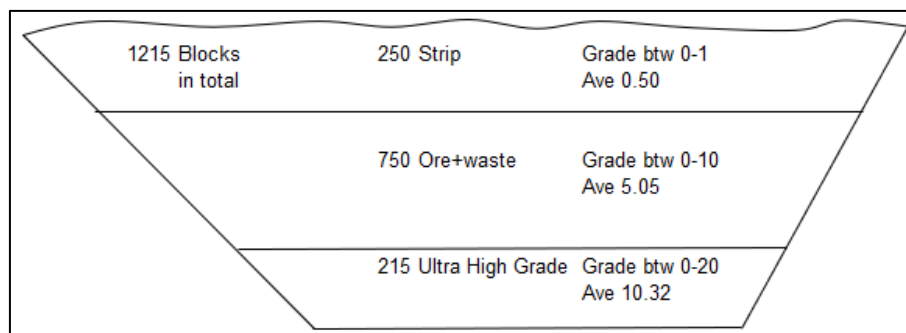 1215 Blocks in total
250 Strip
Grade btw 0-1
Ave 0.50
750 Ore+waste
Grade btw 0-10
Ave 5.05
215 Ultra High Grade
Grade btw 0-20
Ave 10.32